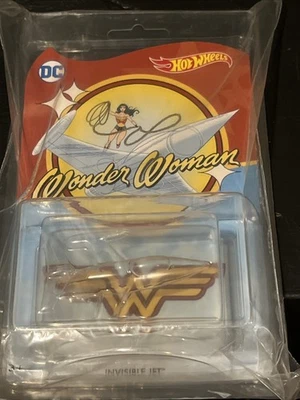 DC
Hot Wheels
Wonder Woman
INVISIBLE JET